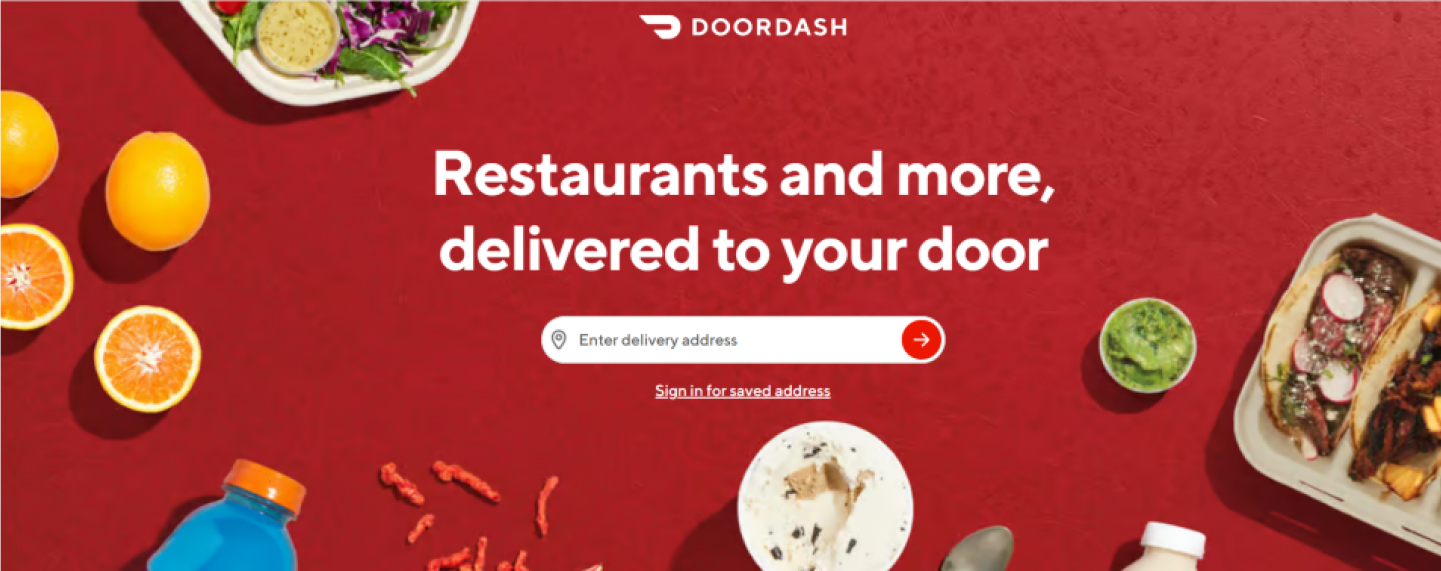 DOORDASH
Restaurants and more,
delivered to your door
Enter delivery address
Sign in for saved address